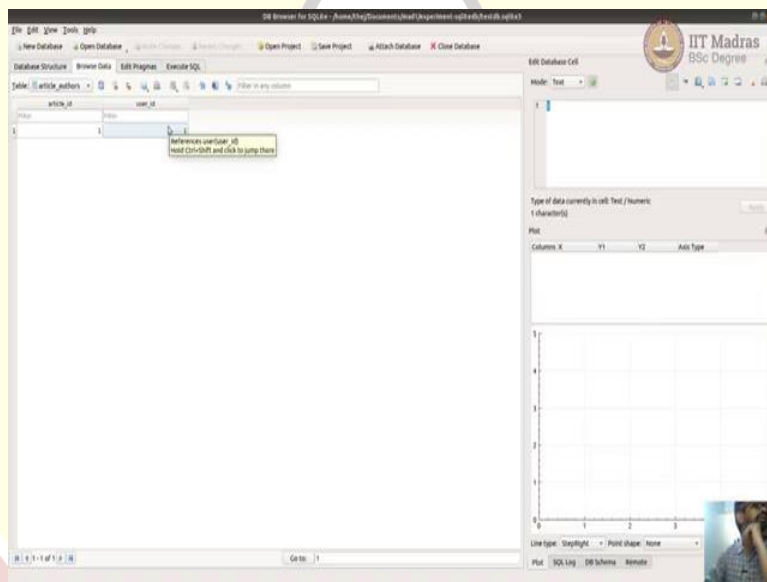 DB Browser for SQLite - /home/thej/Documents/mad1/experiment-sqlitedb/testdb.sqlite3
File Edit View Tools Help
New Database Open Database Write Changes Revert Changes Open Project Save Project Attach Database Close Database
Database Structure Browse Data Edit Pragmas Execute SQL
Table: article_authors Filter in any column
article_id user_id
Filter Filter
1 1 1
References user(user_id)
Hold Ctrl+Shift and click to jump there
1 - 1 of 1 Go to: 1
IIT Madras
BSc Degree
Edit Database Cell
Mode: Text
1 1
Type of data currently in cell: Text / Numeric
1 character(s)
Apply
Plot
Columns X Y1 Y2 Axis Type
5
4
3
2
1
0
0 1 2 3
Line type: StepRight Point shape: None
Plot SQL Log DB Schema Remote